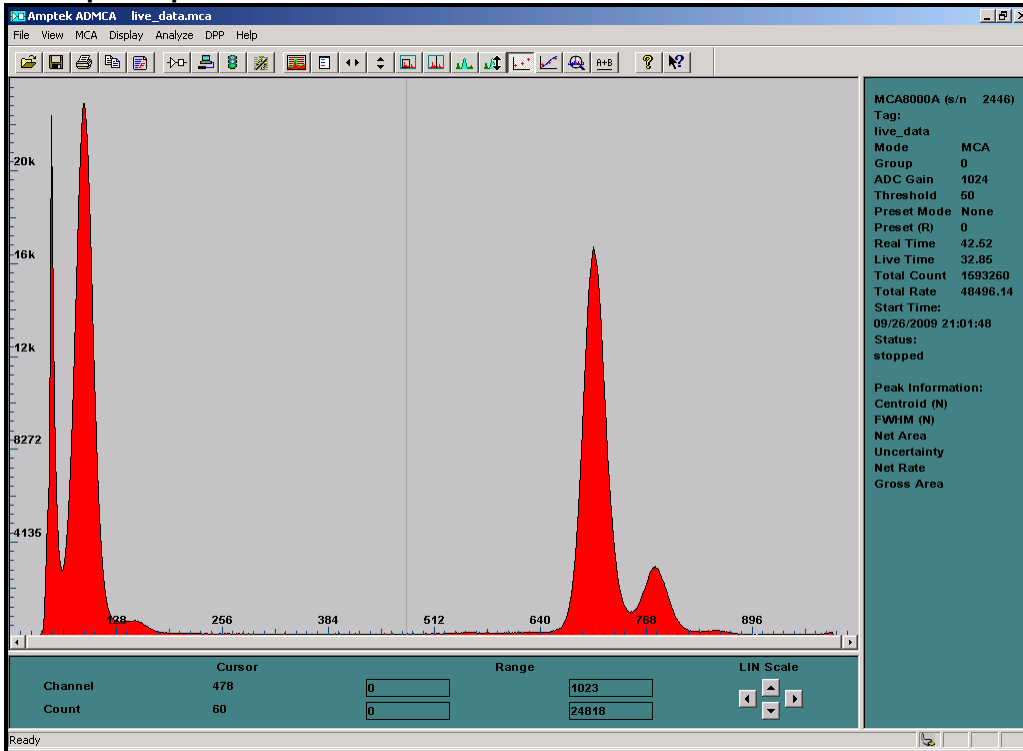 Amptek ADMCA live_data.mca
File View MCA Display Analyze DPP Help
A+B
20k
16k
12k
8272
4135
128 256 384 512 640 768 896
MCA8000A (s/n 2446)
Tag:
live_data
Mode MCA
Group 0
ADC Gain 1024
Threshold 50
Preset Mode None
Preset (R) 0
Real Time 42.52
Live Time 32.85
Total Count 1593260
Total Rate 48496.14
Start Time:
09/26/2009 21:01:48
Status:
stopped
Peak Information:
Centroid (N)
FWHM (N)
Net Area
Uncertainty
Net Rate
Gross Area
Cursor Range LIN Scale
Channel 478 0 1023
Count 60 0 24818
Ready